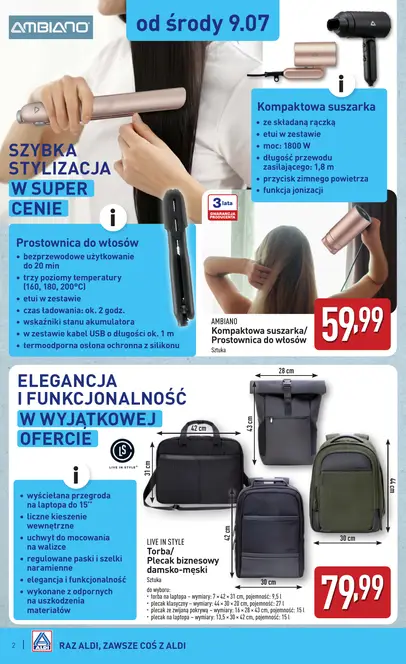 AMBIANO
od środy 9.07
Kompaktowa suszarka
• ze składaną rączką
• etui w zestawie
• moc: 1800 W
• długość przewodu
zasilającego: 1,8 m
• przycisk zimnego powietrza
• funkcja jonizacji
SZYBKA
STYLIZACJA
W SUPER
CENIE
i
i
Prostownica do włosów
• bezprzewodowe użytkowanie
do 20 min
• trzy poziomy temperatury
(160, 180, 200°C)
• etui w zestawie
• czas ładowania: ok. 2 godz.
• wskaźniki stanu akumulatora
• w zestawie kabel USB o długości ok. 1 m
• termoodporna osłona ochronna z silikonu
3 lata
GWARANCJA
PRODUCENTA
AMBIANO
Kompaktowa suszarka/
Prostownica do włosów
Sztuka
59,99
ELEGANCJA
I FUNKCJONALNOŚĆ
W WYJĄTKOWEJ
OFERCIE
LS
LIVE IN STYLE
i
• wyściełana przegroda
na laptopa do 15"
• liczne kieszenie
wewnętrzne
• uchwyt do mocowania
na walizce
• regulowane paski i szelki
naramienne
• elegancja i funkcjonalność
• wykonane z odpornych
na uszkodzenia
materiałów
28 cm
43 cm
42 cm
31 cm
44 cm
30 cm
42 cm
30 cm
LIVE IN STYLE
Torba/
Plecak biznesowy
damsko-męski
Sztuka
do wyboru:
• torba na laptopa – wymiary: 7 × 42 × 31 cm, pojemność: 9,5 l
• plecak klasyczny – wymiary: 44 × 30 × 20 cm, pojemność: 27 l
• plecak ze zwijaną pokrywą – wymiary: 16 × 28 × 43 cm, pojemność: 15 l
• plecak na laptopa – wymiary: 13,5 × 30 × 42 cm, pojemność: 15 l
79,99
2
ALDI
RAZ ALDI, ZAWSZE COŚ Z ALDI